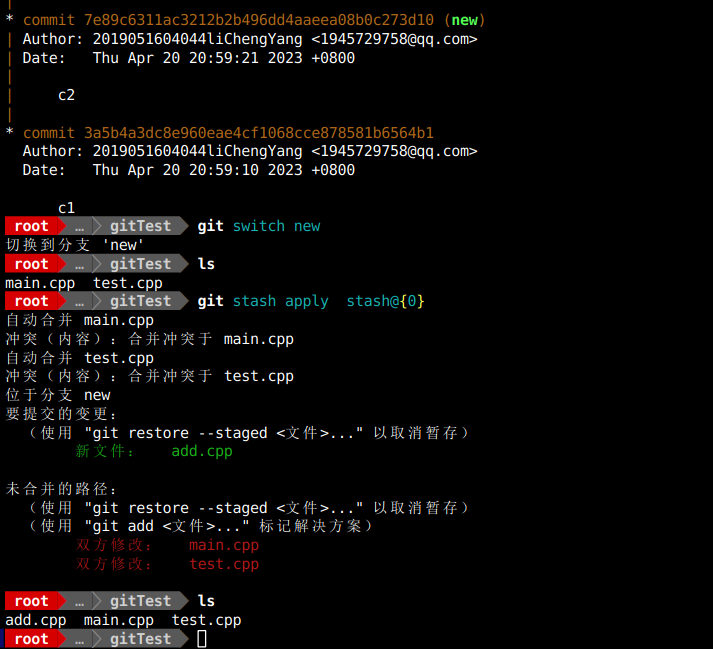 * commit 7e89c6311ac3212b2b496dd4aaeea08b0c273d10 (new)
| Author: 2019051604044liChengYang <1945729758@qq.com>
| Date:   Thu Apr 20 20:59:21 2023 +0800
|
|     c2
|
* commit 3a5b4a3dc8e960eae4cf1068cce878581b6564b1
  Author: 2019051604044liChengYang <1945729758@qq.com>
  Date:   Thu Apr 20 20:59:10 2023 +0800

      c1
root … gitTest git switch new
切换到分支 'new'
root … gitTest ls
main.cpp  test.cpp
root … gitTest git stash apply  stash@{0}
自动合并 main.cpp
冲突（内容）：合并冲突于 main.cpp
自动合并 test.cpp
冲突（内容）：合并冲突于 test.cpp
位于分支 new
要提交的变更：
  （使用 "git restore --staged <文件>..." 以取消暂存）
        新文件：   add.cpp

未合并的路径：
  （使用 "git restore --staged <文件>..." 以取消暂存）
  （使用 "git add <文件>..." 标记解决方案）
        双方修改：   main.cpp
        双方修改：   test.cpp

root … gitTest ls
add.cpp  main.cpp  test.cpp
root … gitTest